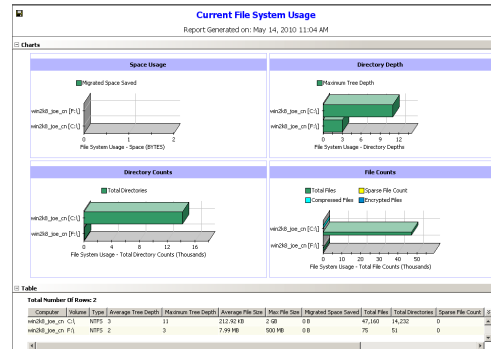 Current File System Usage
Report Generated on: May 14, 2010 11:04 AM
Charts
Space Usage
Migrated Space Saved
win2k8_joe_cn [F:\]
win2k8_joe_cn [C:\]
0 1 2
File System Usage - Space (BYTES)
Directory Depth
Maximum Tree Depth
win2k8_joe_cn [C:\]
win2k8_joe_cn [F:\]
0 3 6 9 12
File System Usage - Directory Depths
Directory Counts
Total Directories
win2k8_joe_cn [C:\]
win2k8_joe_cn [F:\]
0 4 8 12 16
File System Usage - Total Directory Counts (Thousands)
File Counts
Total Files Sparse File Count
Compressed Files Encrypted Files
win2k8_joe_cn [C:\]
win2k8_joe_cn [F:\]
0 10 20 30 40 50
File System Usage - Total File Counts (Thousands)
Table
Total Number Of Rows: 2
Computer Volume Type Average Tree Depth Maximum Tree Depth Average File Size Max File Size Migrated Space Saved Total Files Total Directories Sparse File Count
win2k8_joe_cn C:\ NTFS 3 11 212.92 KB 2 GB 0 B 47,160 14,232 0
win2k8_joe_cn F:\ NTFS 2 3 7.99 MB 500 MB 0 B 75 51 0